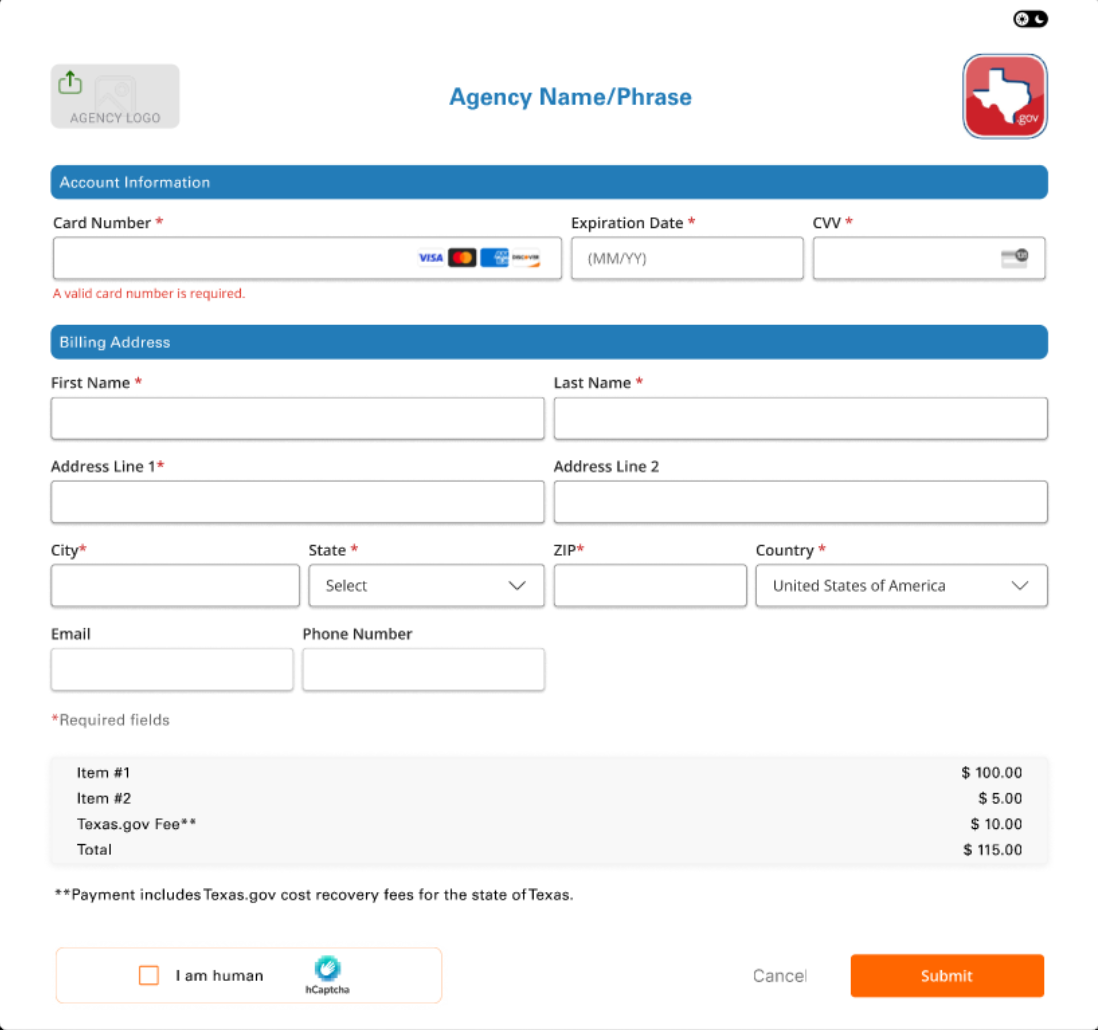 AGENCY LOGO
Agency Name/Phrase
.gov
Account Information
Card Number * Expiration Date * CVV *
VISA DISCOVER (MM/YY)
A valid card number is required.
Billing Address
First Name * Last Name *
Address Line 1* Address Line 2
City* State * ZIP* Country *
Select United States of America
Email Phone Number
*Required fields
Item #1 $ 100.00
Item #2 $ 5.00
Texas.gov Fee** $ 10.00
Total $ 115.00
**Payment includes Texas.gov cost recovery fees for the state of Texas.
I am human hCaptcha Cancel Submit